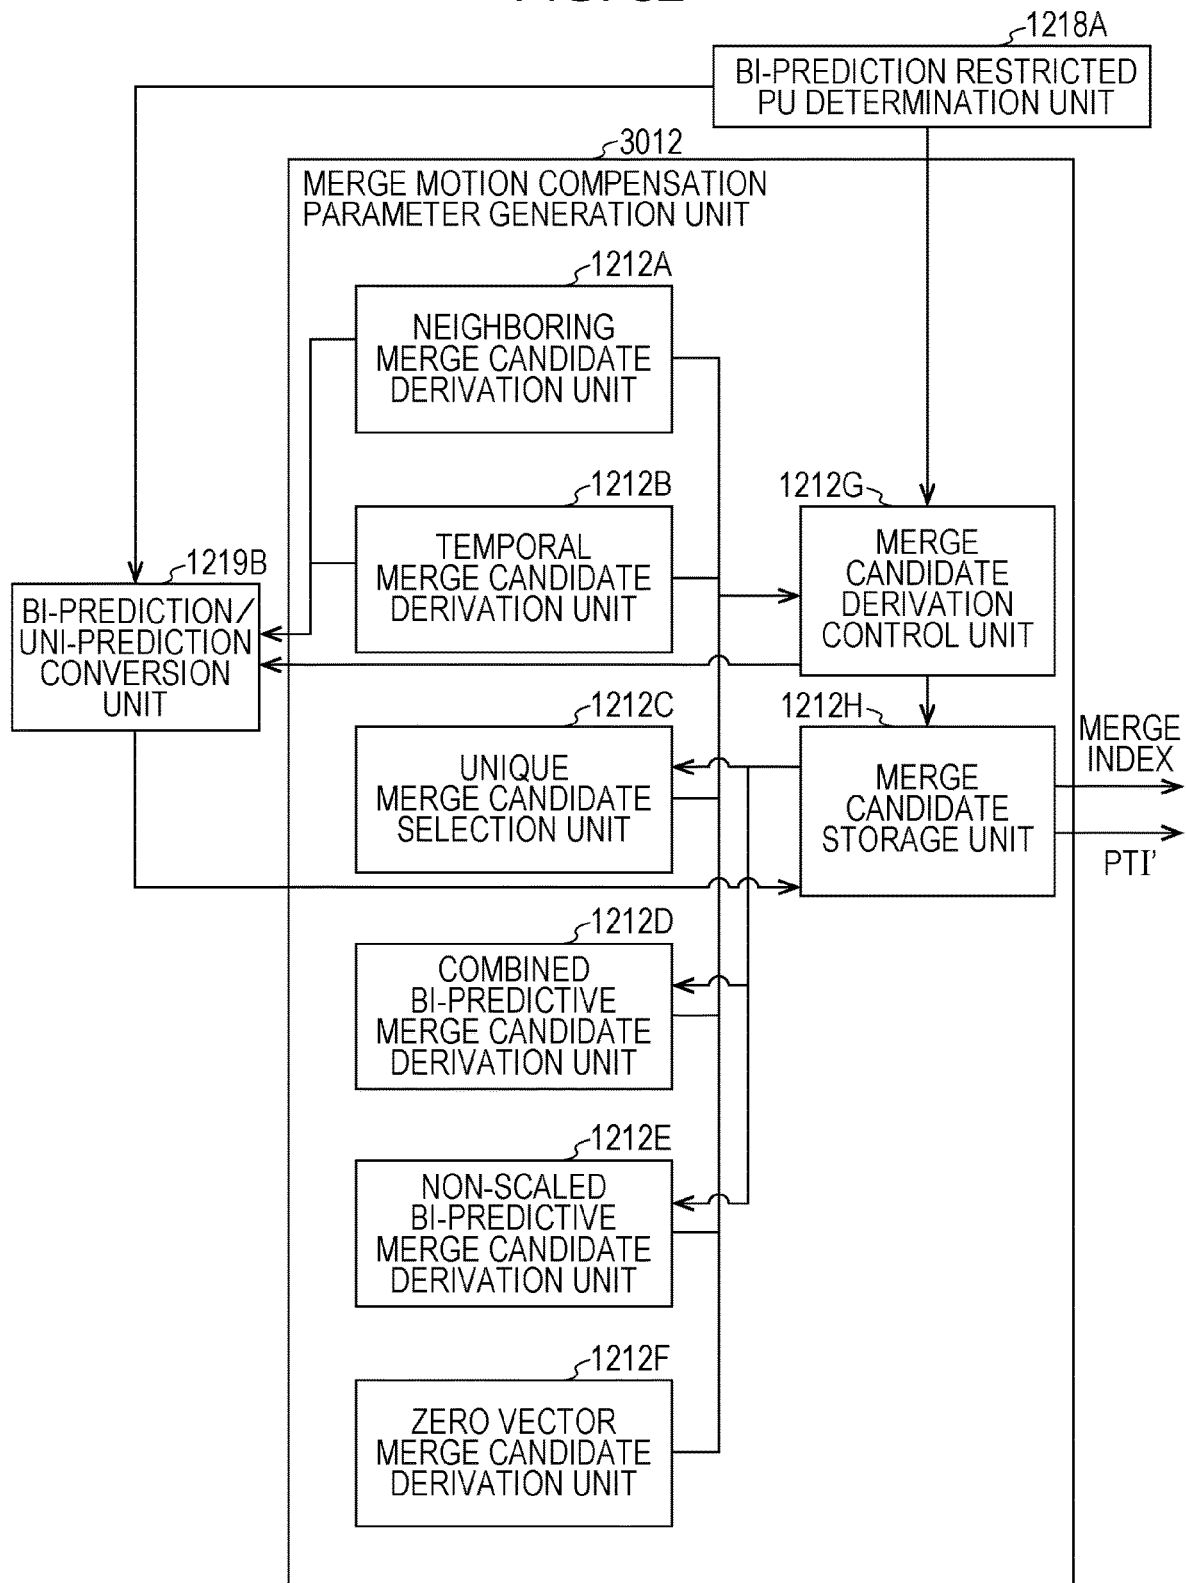 1218A
BI-PREDICTION RESTRICTED
PU DETERMINATION UNIT
3012
MERGE MOTION COMPENSATION
PARAMETER GENERATION UNIT
1212A
NEIGHBORING
MERGE CANDIDATE
DERIVATION UNIT
1212B
TEMPORAL
MERGE CANDIDATE
DERIVATION UNIT
1212G
MERGE
CANDIDATE
DERIVATION
CONTROL UNIT
1219B
BI-PREDICTION/
UNI-PREDICTION
CONVERSION
UNIT
1212C
UNIQUE
MERGE CANDIDATE
SELECTION UNIT
1212H
MERGE
CANDIDATE
STORAGE UNIT
MERGE
INDEX
PTI'
1212D
COMBINED
BI-PREDICTIVE
MERGE CANDIDATE
DERIVATION UNIT
1212E
NON-SCALED
BI-PREDICTIVE
MERGE CANDIDATE
DERIVATION UNIT
1212F
ZERO VECTOR
MERGE CANDIDATE
DERIVATION UNIT